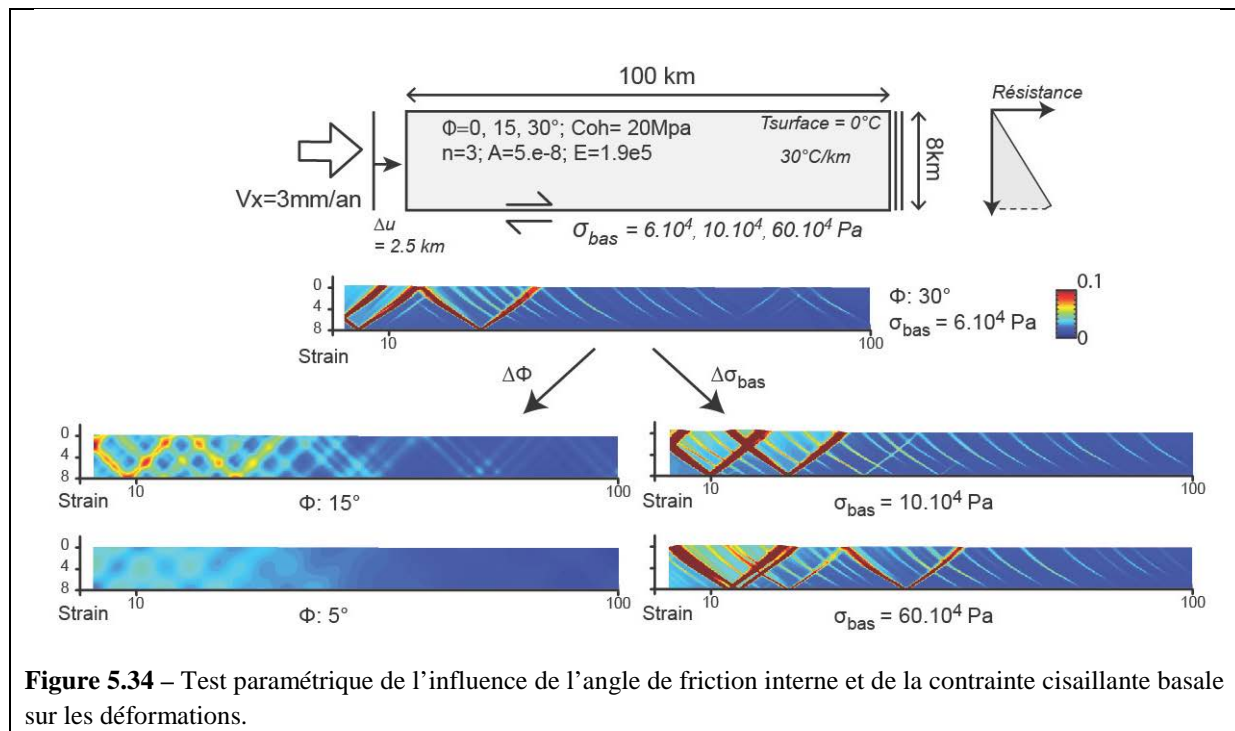 100 km
Résistance
Φ=0, 15, 30°; Coh= 20Mpa
Tsurface = 0°C
n=3; A=5.e-8; E=1.9e5
30°C/km
8km
Vx=3mm/an
Δu
= 2.5 km
σbas = 6.10⁴, 10.10⁴, 60.10⁴ Pa
0
4
8
10
100
Strain
Φ: 30°
σbas = 6.10⁴ Pa
0.1
0
ΔΦ
Δσbas
0
4
8
10
100
Strain
Φ: 15°
10
100
Strain
σbas = 10.10⁴ Pa
0
4
8
10
100
Strain
Φ: 5°
10
100
Strain
σbas = 60.10⁴ Pa
Figure 5.34 – Test paramétrique de l’influence de l’angle de friction interne et de la contrainte cisaillante basale
sur les déformations.